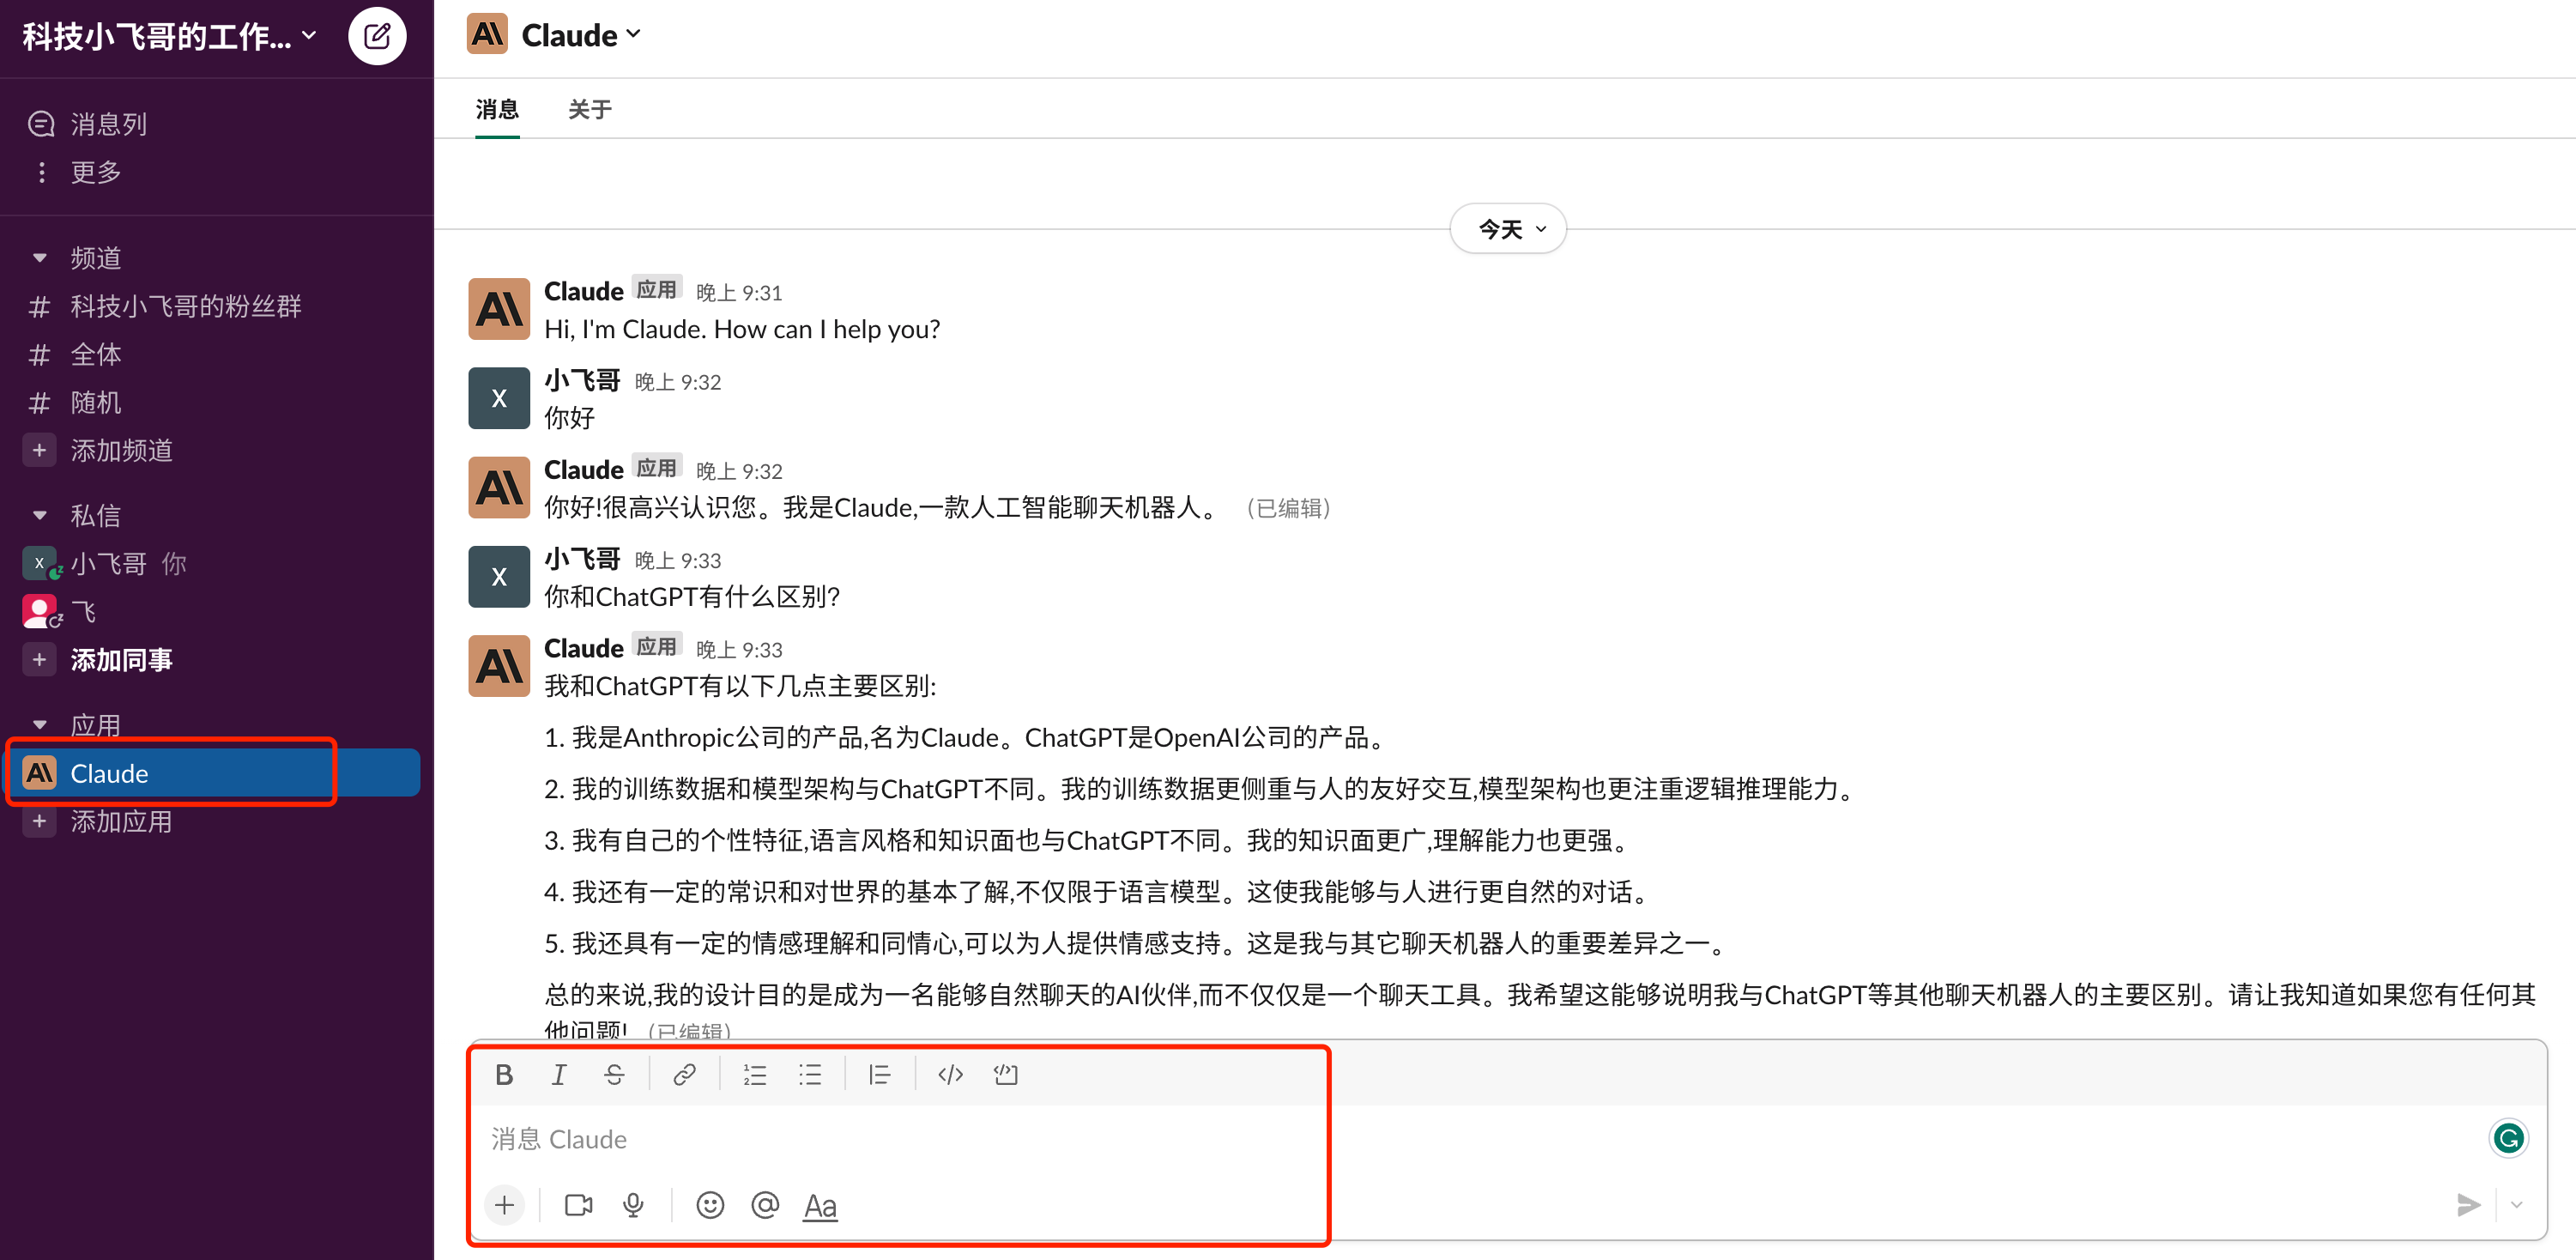 科技小飞哥的工作...
消息列
更多
频道
# 科技小飞哥的粉丝群
# 全体
# 随机
+ 添加频道
私信
X 小飞哥 你
飞
+ 添加同事
应用
Claude
+ 添加应用
Claude
消息 关于
今天
Claude 应用 晚上 9:31
Hi, I'm Claude. How can I help you?
X 小飞哥 晚上 9:32
你好
Claude 应用 晚上 9:32
你好!很高兴认识您。我是Claude,一款人工智能聊天机器人。 (已编辑)
X 小飞哥 晚上 9:33
你和ChatGPT有什么区别?
Claude 应用 晚上 9:33
我和ChatGPT有以下几点主要区别:
1. 我是Anthropic公司的产品,名为Claude。ChatGPT是OpenAI公司的产品。
2. 我的训练数据和模型架构与ChatGPT不同。我的训练数据更侧重与人的友好交互,模型架构也更注重逻辑推理能力。
3. 我有自己的个性特征,语言风格和知识面也与ChatGPT不同。我的知识面更广,理解能力也更强。
4. 我还有一定的常识和对世界的基本了解,不仅限于语言模型。这使我能够与人进行更自然的对话。
5. 我还具有一定的情感理解和同情心,可以为人提供情感支持。这是我与其它聊天机器人的重要差异之一。
总的来说,我的设计目的是成为一名能够自然聊天的AI伙伴,而不仅仅是一个聊天工具。我希望这能够说明我与ChatGPT等其他聊天机器人的主要区别。请让我知道如果您有任何其
他问题! (已编辑)
B I S
消息 Claude
+ @ Aa